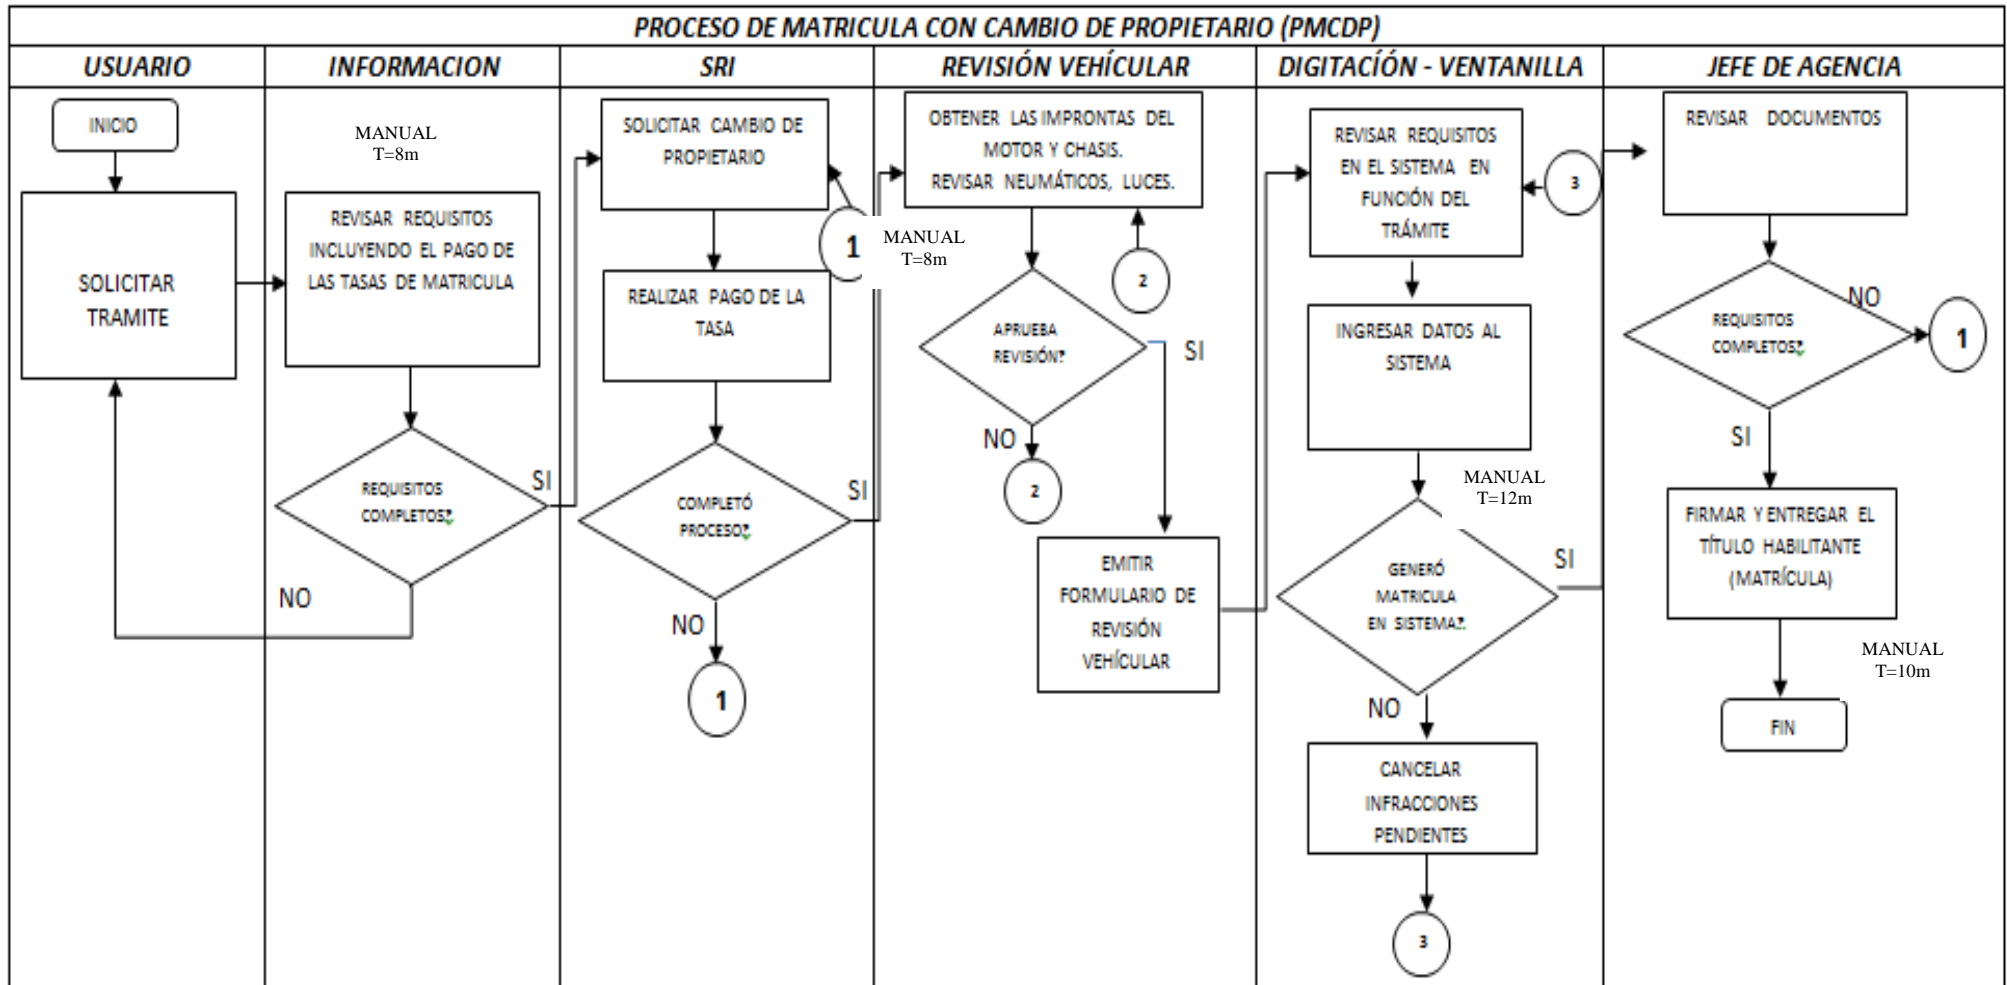 PROCESO DE MATRICULA CON CAMBIO DE PROPIETARIO (PMCDP)
USUARIO
INFORMACION
SRI
REVISIÓN VEHÍCULAR
DIGITACÍÓN - VENTANILLA
JEFE DE AGENCIA
INICIO
SOLICITAR
TRAMITE
MANUAL
T=8m
REVISAR REQUISITOS
INCLUYENDO EL PAGO DE
LAS TASAS DE MATRICULA
REQUISITOS
COMPLETOS?
SI
NO
SOLICITAR CAMBIO DE
PROPIETARIO
1
REALIZAR PAGO DE LA
TASA
COMPLETÓ
PROCESO?
SI
NO
1
OBTENER LAS IMPRONTAS DEL
MOTOR Y CHASIS.
REVISAR NEUMÁTICOS, LUCES.
MANUAL
T=8m
2
APRUEBA
REVISIÓN?
SI
NO
2
EMITIR
FORMULARIO DE
REVISIÓN
VEHÍCULAR
REVISAR REQUISITOS
EN EL SISTEMA EN
FUNCIÓN DEL
TRÁMITE
3
INGRESAR DATOS AL
SISTEMA
MANUAL
T=12m
GENERÓ
MATRICULA
EN SISTEMA?
SI
NO
CANCELAR
INFRACCIONES
PENDIENTES
3
REVISAR DOCUMENTOS
REQUISITOS
COMPLETOS?
NO
1
SI
FIRMAR Y ENTREGAR EL
TÍTULO HABILITANTE
(MATRÍCULA)
MANUAL
T=10m
FIN